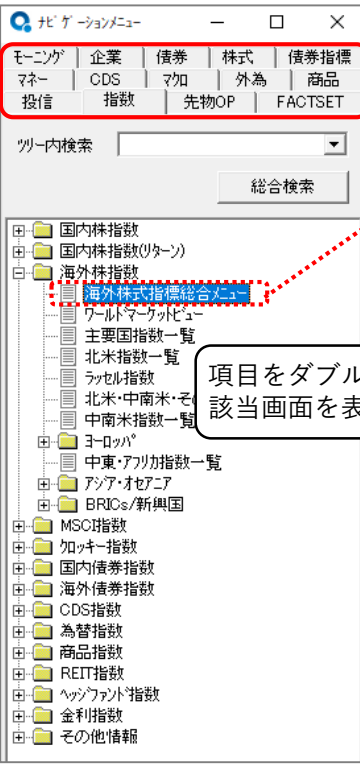 ナビゲーションメニュー
モーニング 企業 債券 株式 債券指標
マネー CDS マクロ 外為 商品
投信 指数 先物OP FACTSET
ツリー内検索
総合検索
国内株指数
国内株指数(リターン)
海外株指数
海外株式指標総合メニュー
ワールドマーケットビュー
主要国指数一覧
北米指数一覧
ラッセル指数
北米・中南米・その
中南米指数一覧
ヨーロッパ
中東・アフリカ指数一覧
アジア・オセアニア
BRICs/新興国
MSCI指数
クロッキー指数
国内債券指数
海外債券指数
CDS指数
為替指数
商品指数
REIT指数
ヘッジファンド指数
金利指数
その他情報
項目をダブル
該当画面を表